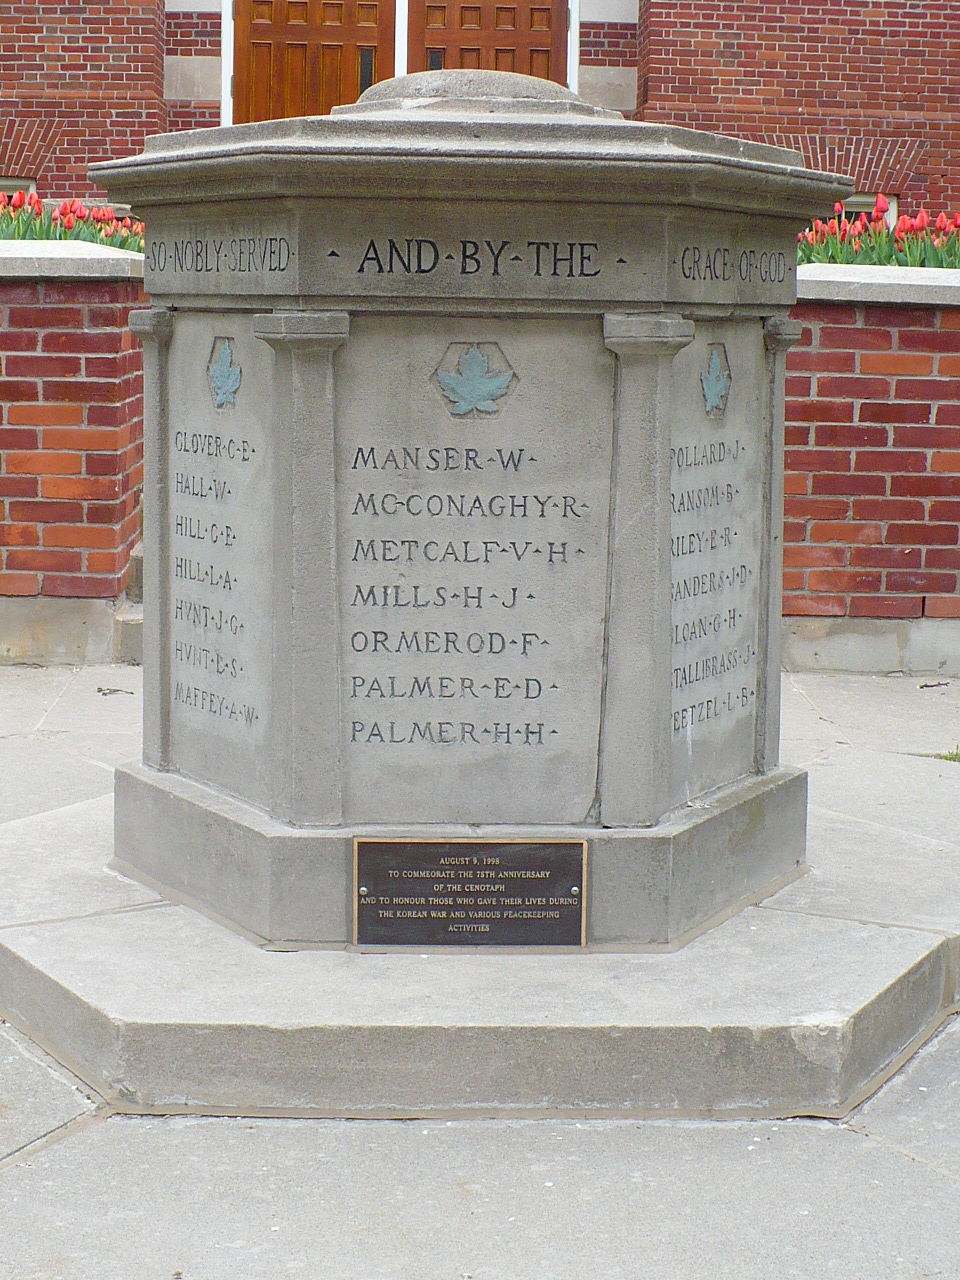 SO·NOBLY·SERVED
·AND·BY·THE·
·GRACE·OF·GOD·
GLOVER·C·E·
HALL·W·
HILL·G·E·
HILL·L·A·
HVNT·J·G·
HVNT·L·S·
MAFFEY·A·W·
MANSER·W·
MC·CONAGHY·R·
METCALF·V·H·
MILLS·H·J·
ORMEROD·F·
PALMER·E·D·
PALMER·H·H·
POLLARD·J·
RANSOM·B·
RILEY·E·R·
SANDERS·J·D·
SLOAN·G·H·
STALLIBRASS·J·
TEETZEL·L·B·
AUGUST 9, 1998
TO COMMEORATE THE 75TH ANNIVERSARY
OF THE CENOTAPH
AND TO HONOUR THOSE WHO GAVE THEIR LIVES DURING
THE KOREAN WAR AND VARIOUS PEACEKEEPING
ACTIVITIES